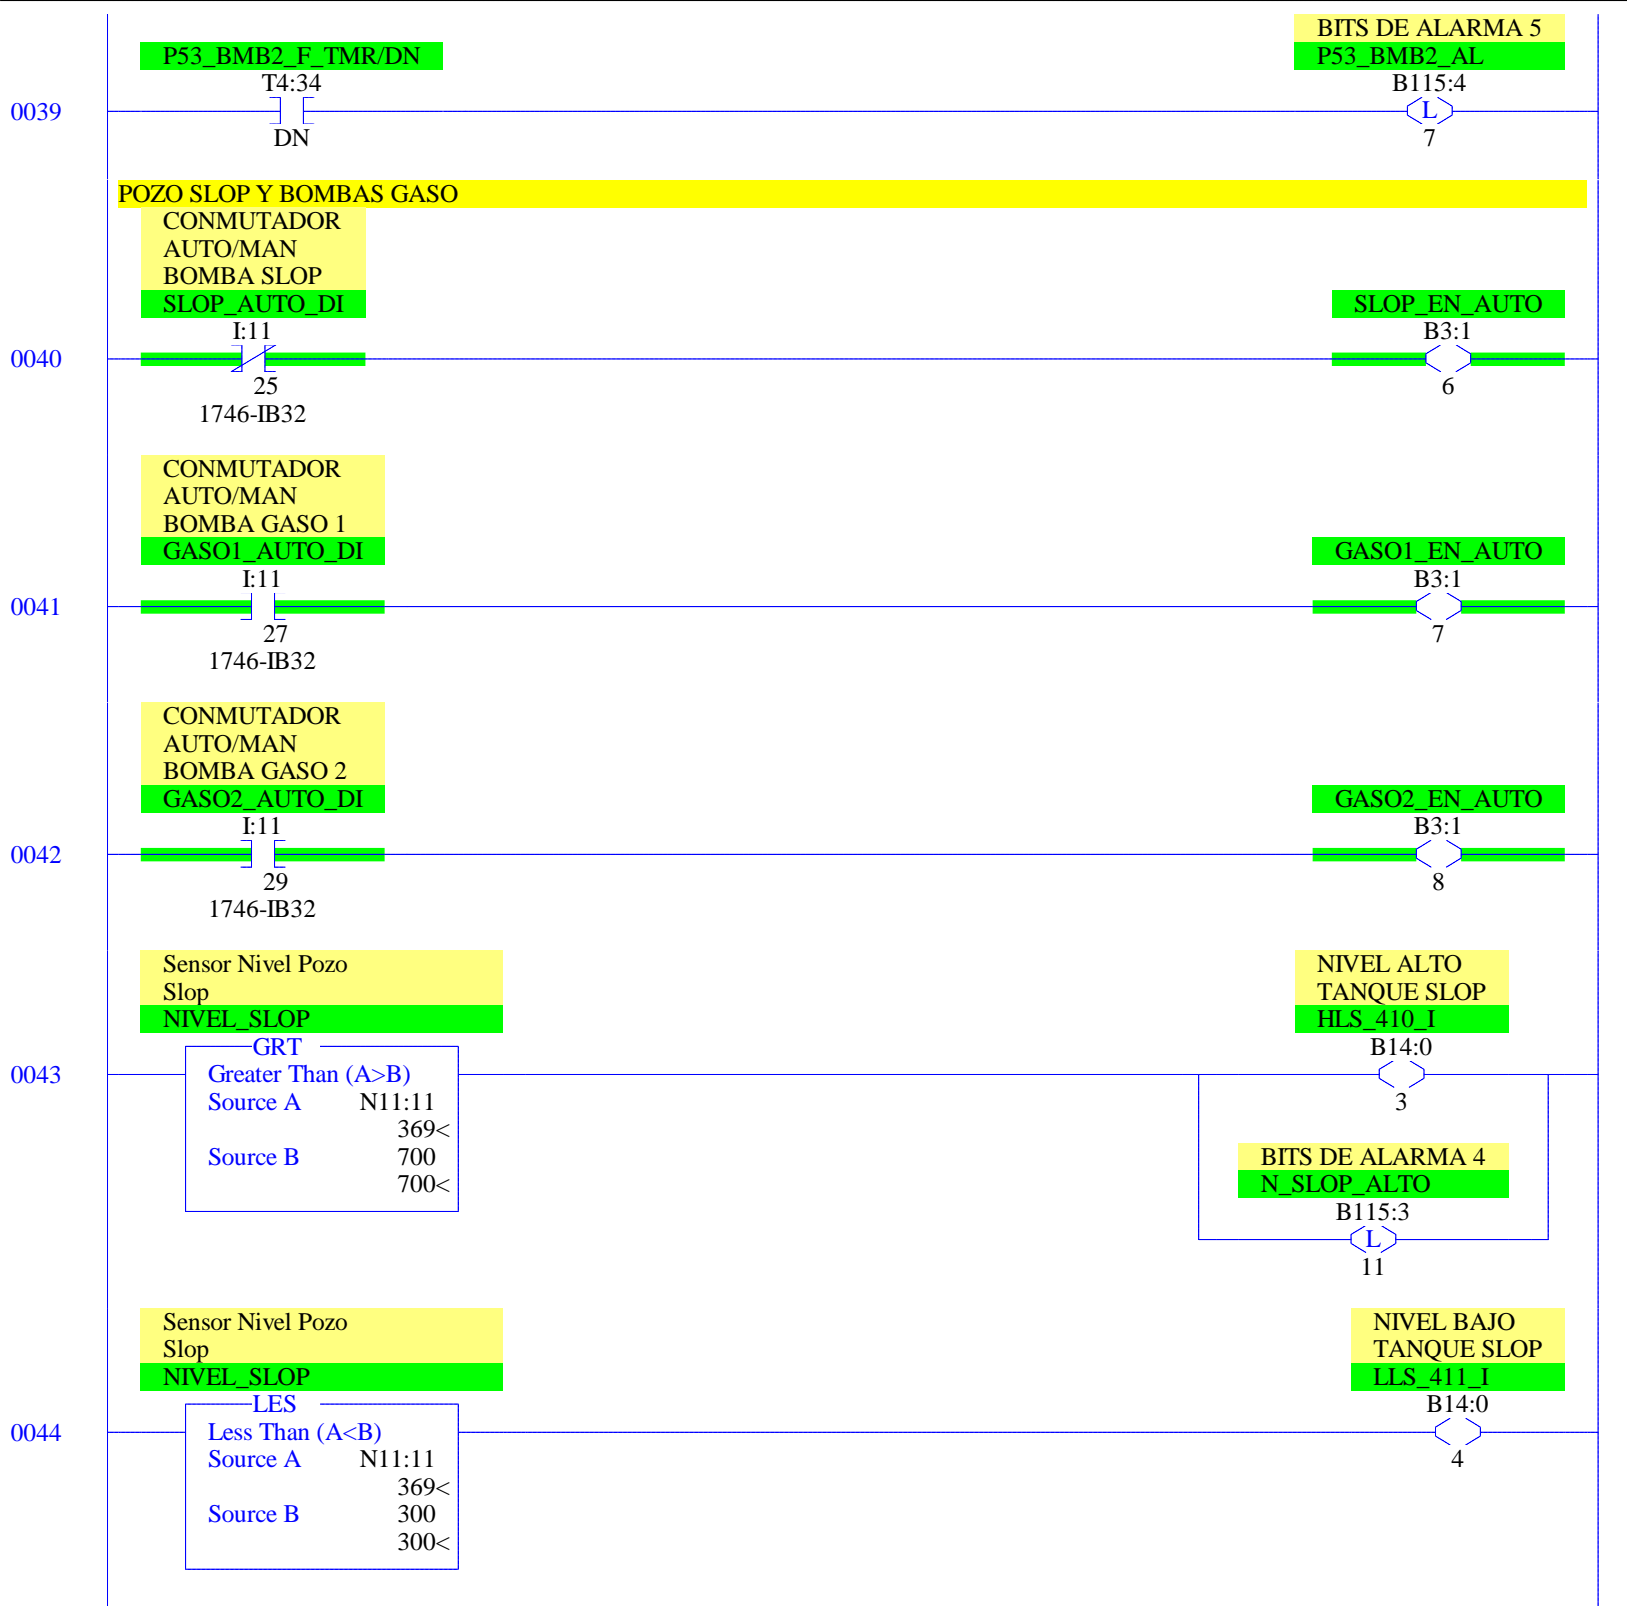 P53_BMB2_F_TMR/DN
T4:34
DN
BITS DE ALARMA 5
P53_BMB2_AL
B115:4
L
7
0039
POZO SLOP Y BOMBAS GASO
CONMUTADOR
AUTO/MAN
BOMBA SLOP
SLOP_AUTO_DI
I:11
25
1746-IB32
SLOP_EN_AUTO
B3:1
6
0040
CONMUTADOR
AUTO/MAN
BOMBA GASO 1
GASO1_AUTO_DI
I:11
27
1746-IB32
GASO1_EN_AUTO
B3:1
7
0041
CONMUTADOR
AUTO/MAN
BOMBA GASO 2
GASO2_AUTO_DI
I:11
29
1746-IB32
GASO2_EN_AUTO
B3:1
8
0042
Sensor Nivel Pozo
Slop
NIVEL_SLOP
GRT
Greater Than (A>B)
Source A N11:11
369<
Source B 700
700<
NIVEL ALTO
TANQUE SLOP
HLS_410_I
B14:0
3
BITS DE ALARMA 4
N_SLOP_ALTO
B115:3
L
11
0043
Sensor Nivel Pozo
Slop
NIVEL_SLOP
LES
Less Than (A<B)
Source A N11:11
369<
Source B 300
300<
NIVEL BAJO
TANQUE SLOP
LLS_411_I
B14:0
4
0044